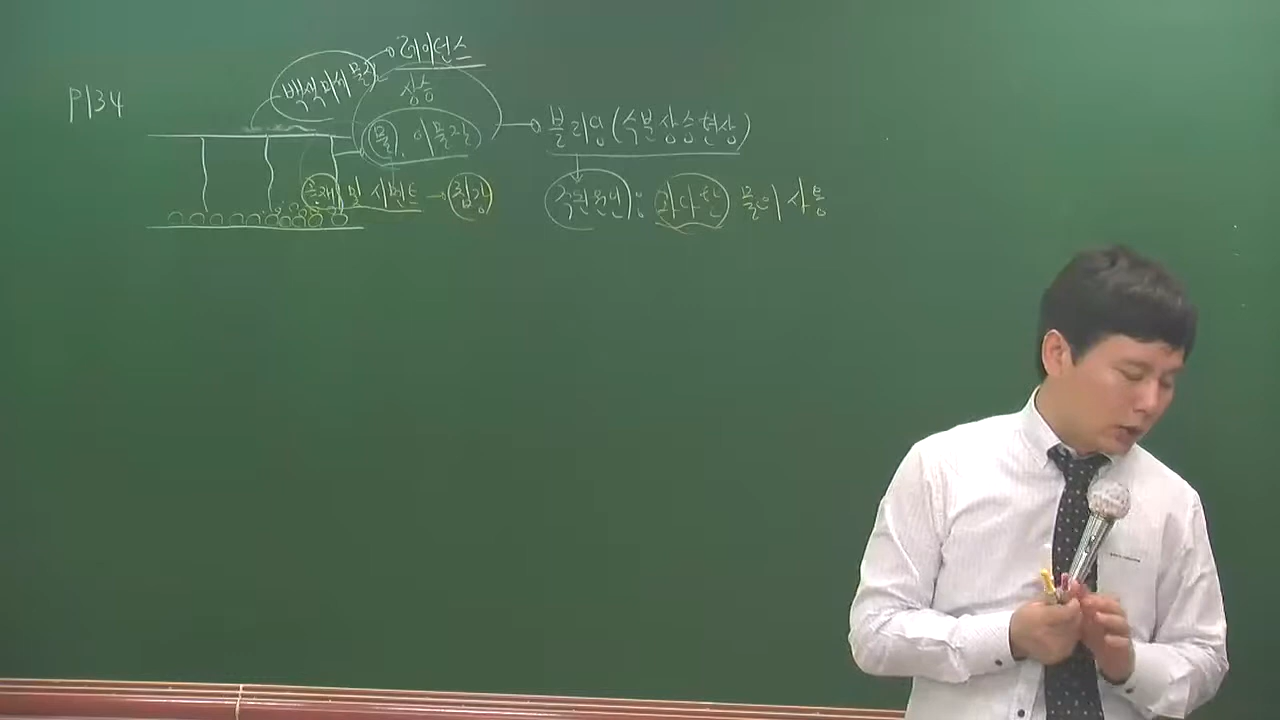 레이턴스
P134 백색미세 물질
상승
물, 이물질 블리딩(수분상승현상)
골재 및 시멘트 → 침강 주된원인: 과다한 물의 사용